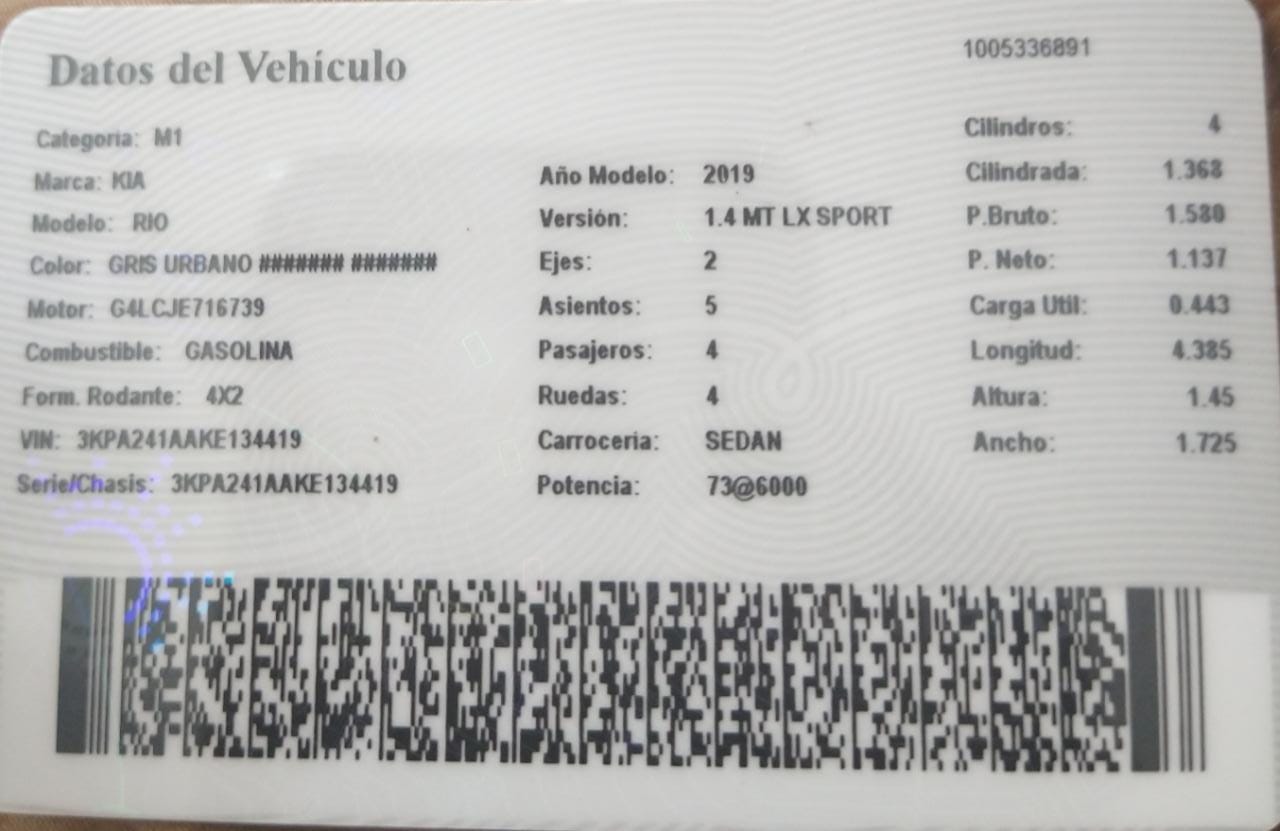 Datos del Vehículo
1005336891
Categoria: M1
Marca: KIA
Modelo: RIO
Color: GRIS URBANO ####### #######
Motor: G4LCJE716739
Combustible: GASOLINA
Form. Rodante: 4X2
VIN: 3KPA241AAKE134419
Serie/Chasis: 3KPA241AAKE134419
Año Modelo: 2019
Versión: 1.4 MT LX SPORT
Ejes: 2
Asientos: 5
Pasajeros: 4
Ruedas: 4
Carroceria: SEDAN
Potencia: 73@6000
Cilindros: 4
Cilindrada: 1.368
P.Bruto: 1.580
P. Neto: 1.137
Carga Util: 0.443
Longitud: 4.385
Altura: 1.45
Ancho: 1.725